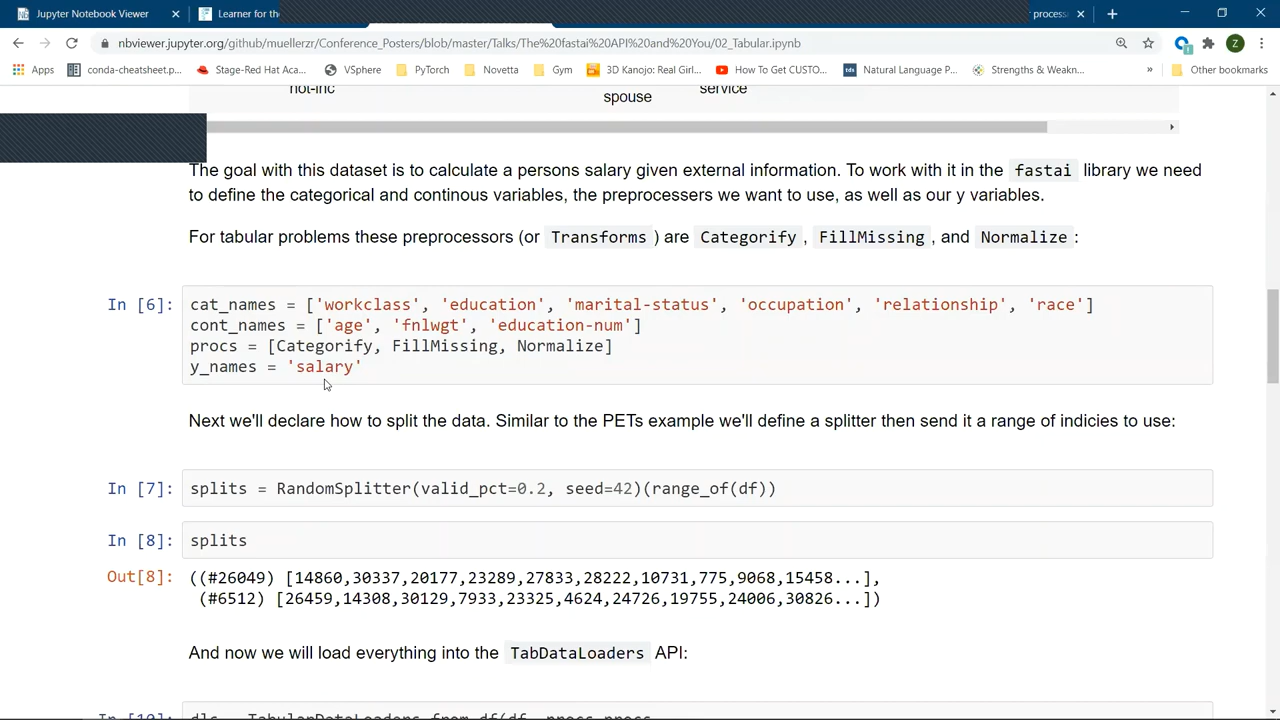 Jupyter Notebook Viewer
Learner for the
process
nbviewer.jupyter.org/github/muellerzr/Conference_Posters/blob/master/Talks/The%20fastai%20API%20and%20You/02_Tabular.ipynb
Z
Apps conda-cheatsheet.p... Stage-Red Hat Aca... VSphere PyTorch Novetta Gym 3D Kanojo: Real Girl... How To Get CUSTO... Natural Language P... Strengths & Weakn... » Other bookmarks
not-inc
spouse
service
The goal with this dataset is to calculate a persons salary given external information. To work with it in the fastai library we need
to define the categorical and continous variables, the preprocessers we want to use, as well as our y variables.
For tabular problems these preprocessors (or Transforms ) are Categorify , FillMissing , and Normalize :
In [6]: cat_names = ['workclass', 'education', 'marital-status', 'occupation', 'relationship', 'race']
cont_names = ['age', 'fnlwgt', 'education-num']
procs = [Categorify, FillMissing, Normalize]
y_names = 'salary'
Next we'll declare how to split the data. Similar to the PETs example we'll define a splitter then send it a range of indicies to use:
In [7]: splits = RandomSplitter(valid_pct=0.2, seed=42)(range_of(df))
In [8]: splits
Out[8]: ((#26049) [14860,30337,20177,23289,27833,28222,10731,775,9068,15458...],
(#6512) [26459,14308,30129,7933,23325,4624,24726,19755,24006,30826...])
And now we will load everything into the TabDataLoaders API:
In [10]: dls = TabularDataLoaders.from_df(df, procs=procs,